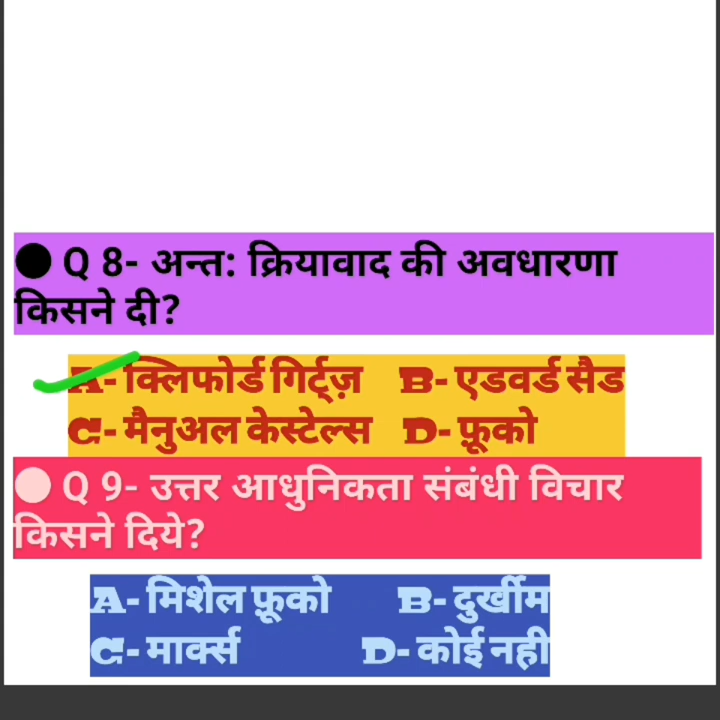 ● Q 8- अन्त: क्रियावाद की अवधारणा
किसने दी?
A- क्लिफोर्ड गिर्ट्ज़ B- एडवर्ड सैड
C- मैनुअल केस्टेल्स D- फ़ूको
● Q 9- उत्तर आधुनिकता संबंधी विचार
किसने दिये?
A- मिशेल फ़ूको B- दुर्खीम
C- मार्क्स D- कोई नही